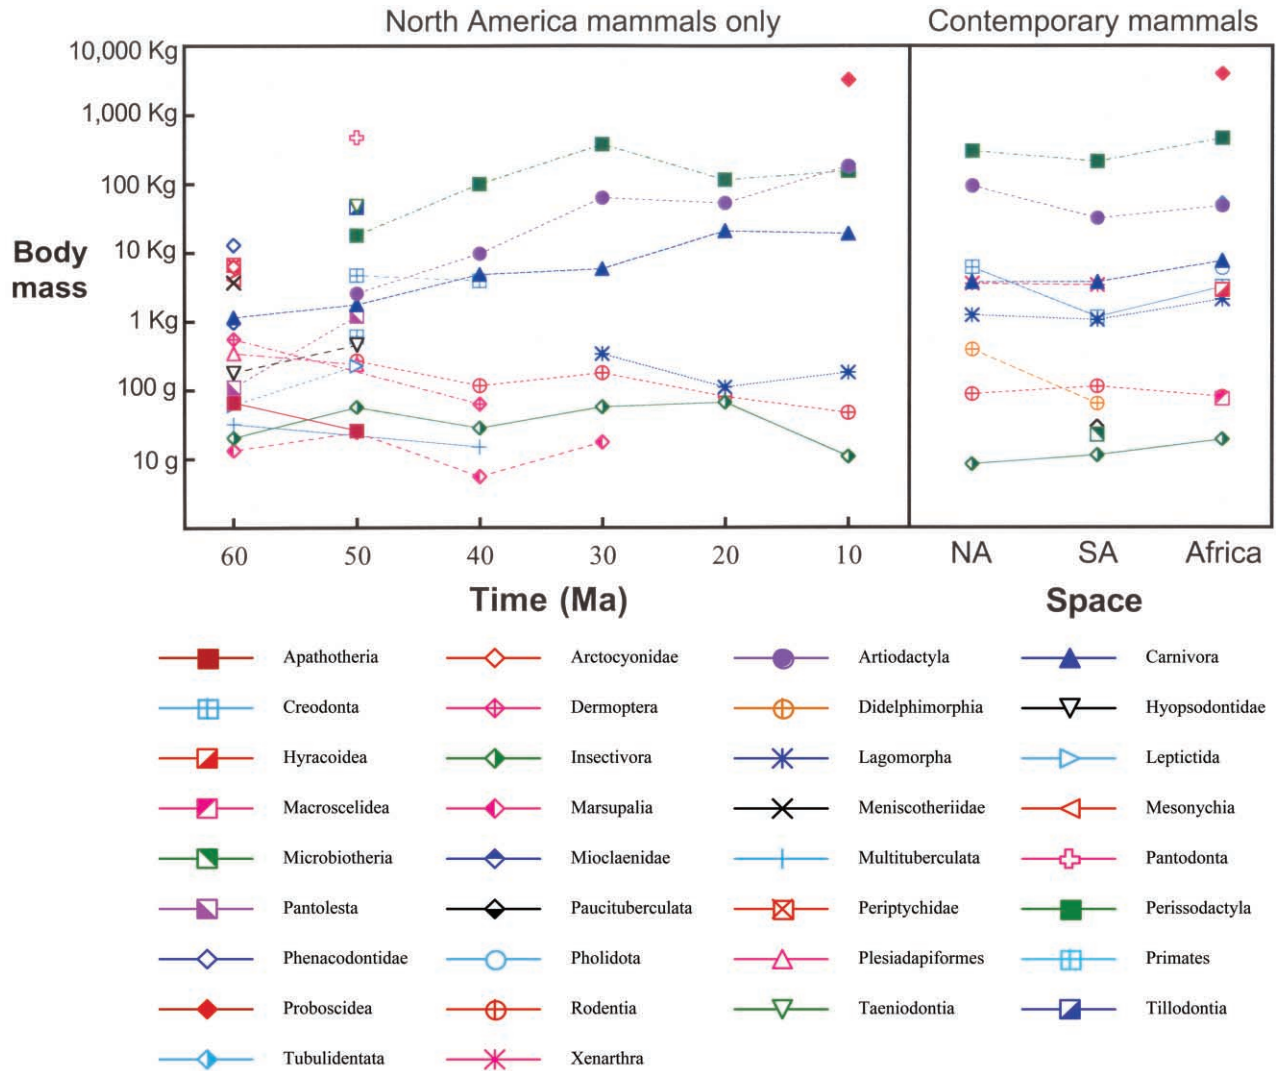 North America mammals only
Contemporary mammals
10,000 Kg
1,000 Kg
100 Kg
10 Kg
1 Kg
100 g
10 g
Body
mass
60 50 40 30 20 10
NA SA Africa
Time (Ma)
Space
Apathotheria Arctocyonidae Artiodactyla Carnivora
Creodonta Dermoptera Didelphimorphia Hyopsodontidae
Hyracoidea Insectivora Lagomorpha Leptictida
Macroscelidea Marsupalia Meniscotheriidae Mesonychia
Microbiotheria Mioclaenidae Multituberculata Pantodonta
Pantolesta Paucituberculata Periptychidae Perissodactyla
Phenacodontidae Pholidota Plesiadapiformes Primates
Proboscidea Rodentia Taeniodontia Tillodontia
Tubulidentata Xenarthra